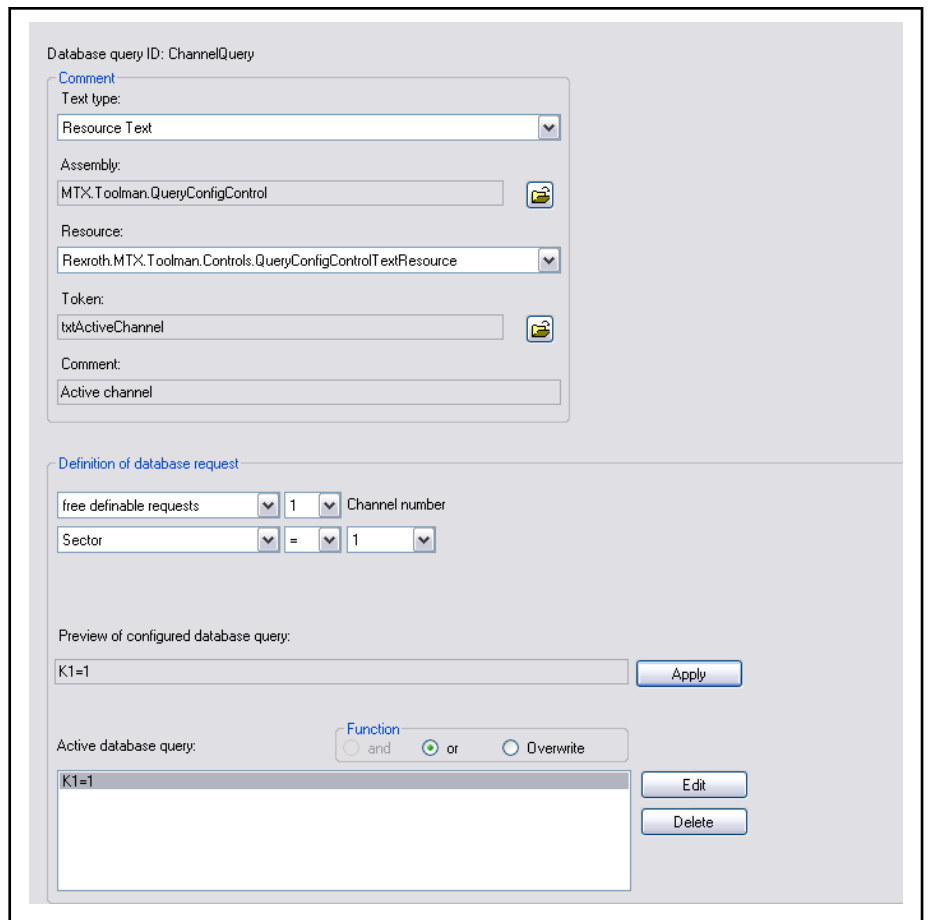 Database query ID: ChannelQuery
Comment
Text type:
Resource Text
Assembly:
MTX.Toolman.QueryConfigControl
Resource:
Rexroth.MTX.Toolman.Controls.QueryConfigControlTextResource
Token:
txtActiveChannel
Comment:
Active channel
Definition of database request
free definable requests 1 Channel number
Sector = 1
Preview of configured database query:
K1=1 Apply
Function
Active database query: and or Overwrite
K1=1 Edit
Delete